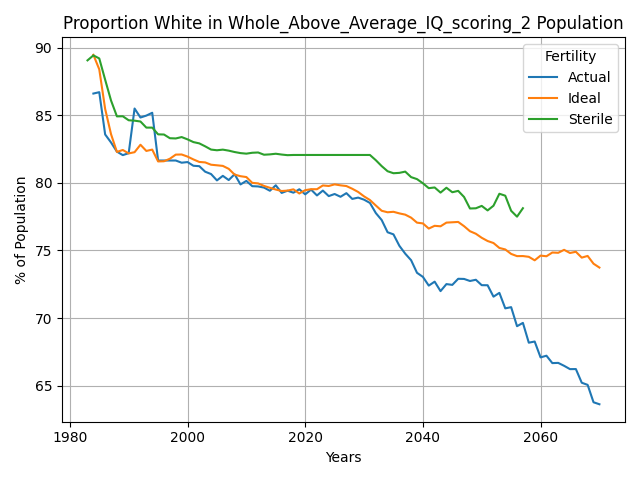 Proportion White in Whole_Above_Average_IQ_scoring_2 Population
% of Population
90
85
80
75
70
65
Fertility
Actual
Ideal
Sterile
1980
2000
2020
2040
2060
Years